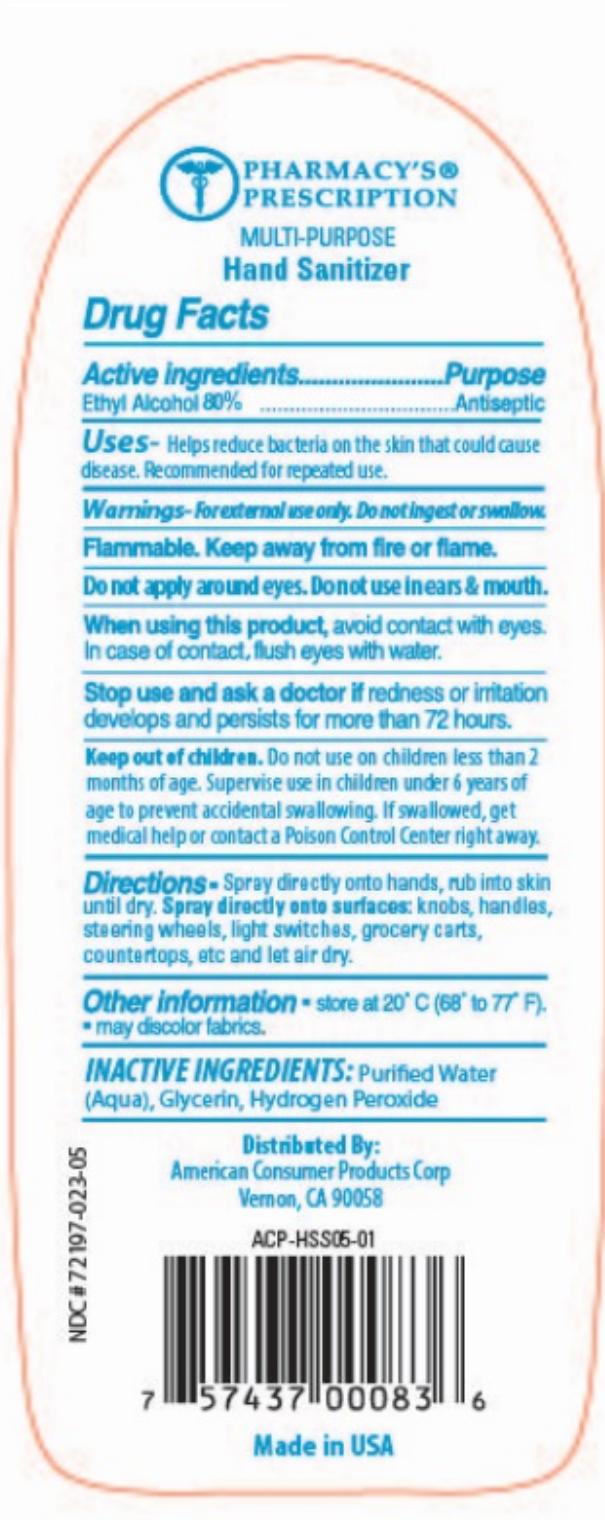 PHARMACY'S®
PRESCRIPTION
MULTI-PURPOSE
Hand Sanitizer
Drug Facts
Active ingredients.......................Purpose
Ethyl Alcohol 80% ....................................Antiseptic
Uses- Helps reduce bacteria on the skin that could cause
disease. Recommended for repeated use.
Warnings- For external use only. Do not ingest or swallow.
Flammable. Keep away from fire or flame.
Do not apply around eyes. Do not use in ears & mouth.
When using this product, avoid contact with eyes.
In case of contact, flush eyes with water.
Stop use and ask a doctor if redness or irritation
develops and persists for more than 72 hours.
Keep out of children. Do not use on children less than 2
months of age. Supervise use in children under 6 years of
age to prevent accidental swallowing. If swallowed, get
medical help or contact a Poison Control Center right away.
Directions ▪ Spray directly onto hands, rub into skin
until dry. Spray directly onto surfaces: knobs, handles,
steering wheels, light switches, grocery carts,
countertops, etc and let air dry.
Other information ▪ store at 20° C (68° to 77° F).
▪ may discolor fabrics.
INACTIVE INGREDIENTS: Purified Water
(Aqua), Glycerin, Hydrogen Peroxide
Distributed By:
American Consumer Products Corp
Vernon, CA 90058
NDC # 72197-023-05
ACP-HSS05-01
7 57437 00083 6
Made in USA